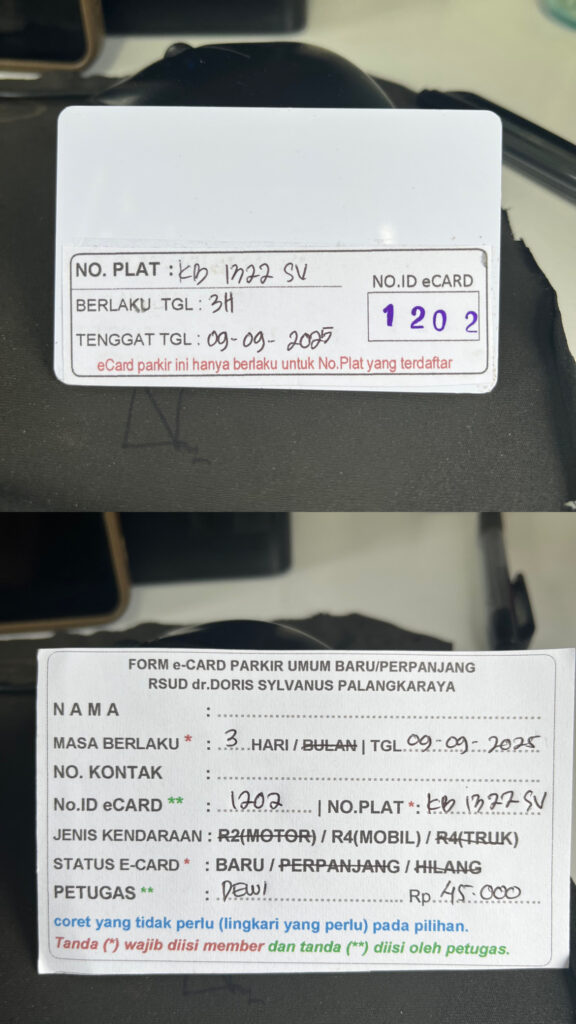 NO. PLAT : KB 1322 SV
BERLAKU TGL : 3H
TENGGAT TGL : 09-09-2025
NO.ID eCARD
1202
eCard parkir ini hanya berlaku untuk No.Plat yang terdaftar
FORM e-CARD PARKIR UMUM BARU/PERPANJANG
RSUD dr.DORIS SYLVANUS PALANGKARAYA
NAMA :
MASA BERLAKU * : 3 HARI / BULAN | TGL 09-09-2025
NO. KONTAK :
No.ID eCARD ** : 1202 | NO.PLAT *: KB 1322 SV
JENIS KENDARAAN : R2(MOTOR) / R4(MOBIL) / R4(TRUK)
STATUS E-CARD * : BARU / PERPANJANG / HILANG
PETUGAS ** : DEWI Rp. 45.000
coret yang tidak perlu (lingkari yang perlu) pada pilihan.
Tanda (*) wajib diisi member dan tanda (**) diisi oleh petugas.